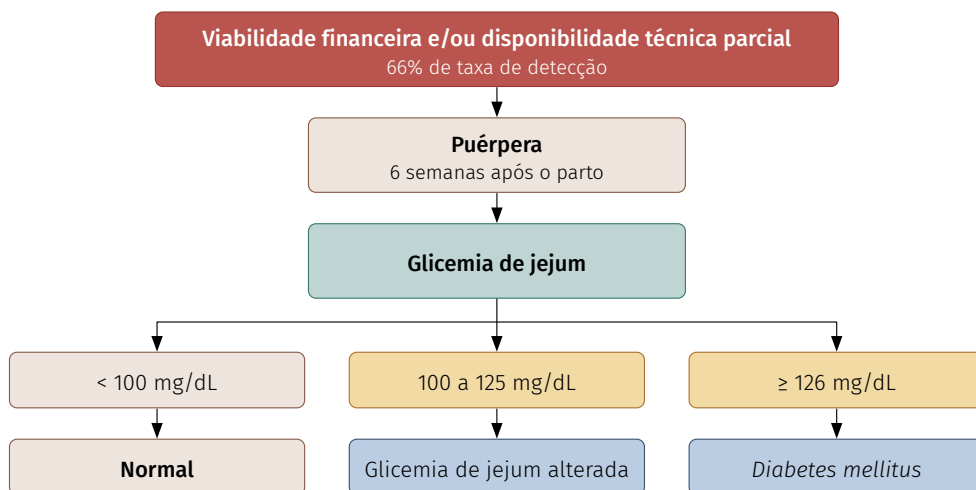 Viabilidade financeira e/ou disponibilidade técnica parcial
66% de taxa de detecção
Puérpera
6 semanas após o parto
Glicemia de jejum
< 100 mg/dL
100 a 125 mg/dL
≥ 126 mg/dL
Normal
Glicemia de jejum alterada
Diabetes mellitus